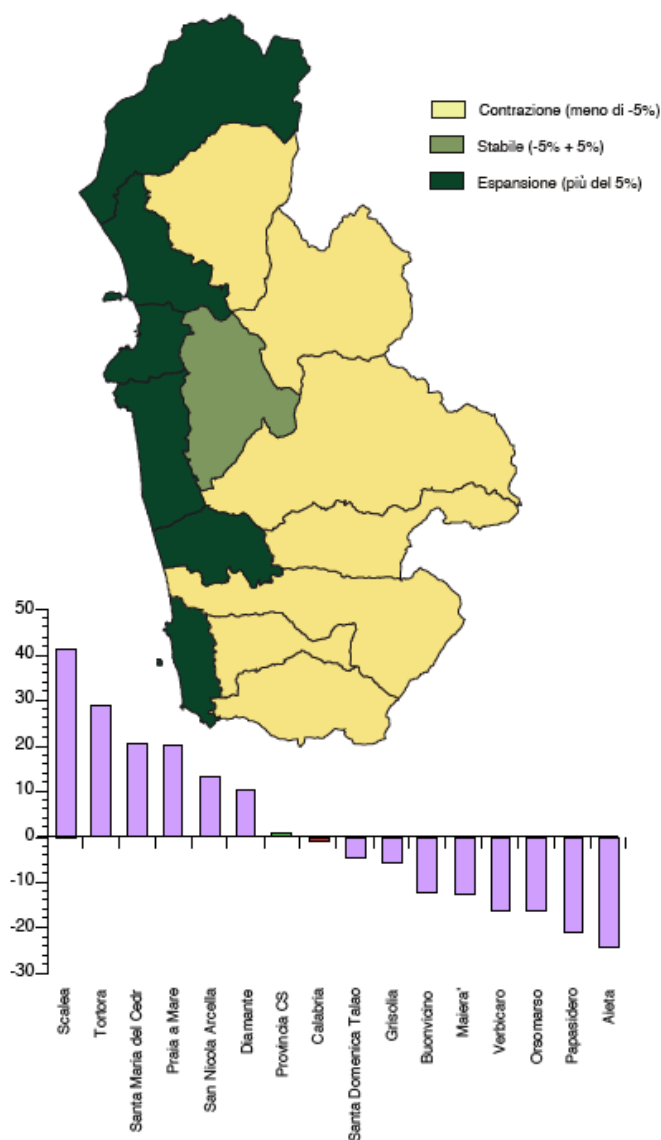 Contrazione (meno di -5%)
Stabile (-5% + 5%)
Espansione (più del 5%)
50
40
30
20
10
0
-10
-20
-30
Scalea
Tortora
Santa Maria del Cedr
Praia a Mare
San Nicola Arcella
Diamante
Provincia CS
Calabria
Santa Domenica Talao
Grisolia
Buonvicino
Maiera'
Verbicaro
Orsomarso
Papasidero
Aieta